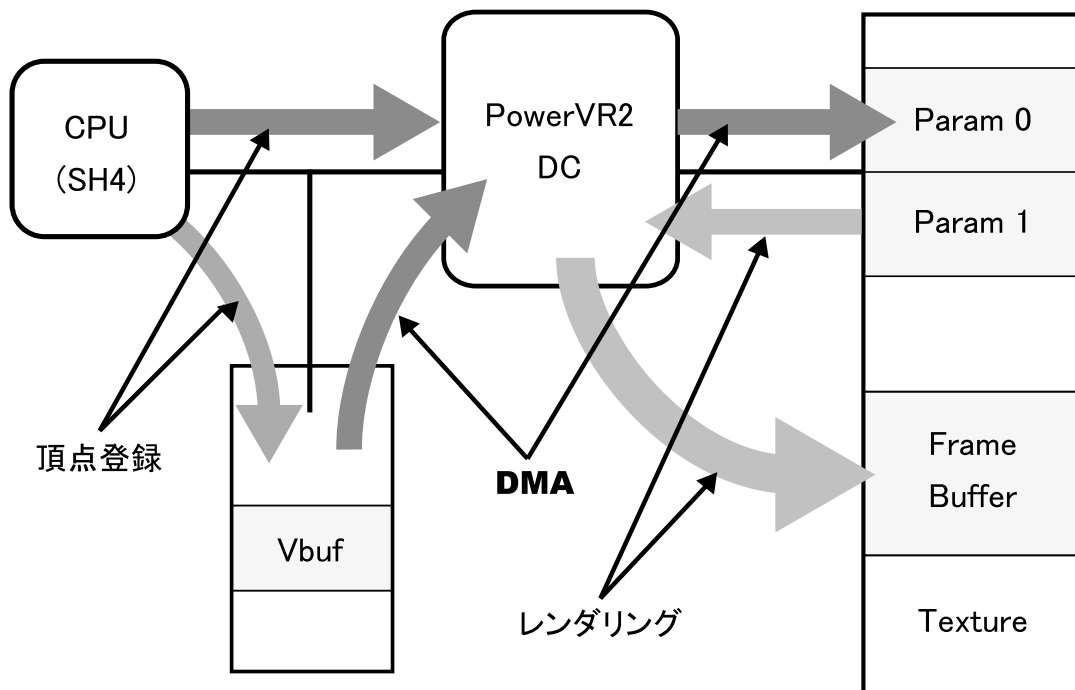 CPU
(SH4)
PowerVR2
DC
Param 0
Param 1
頂点登録
DMA
Vbuf
レンダリング
Frame
Buffer
Texture